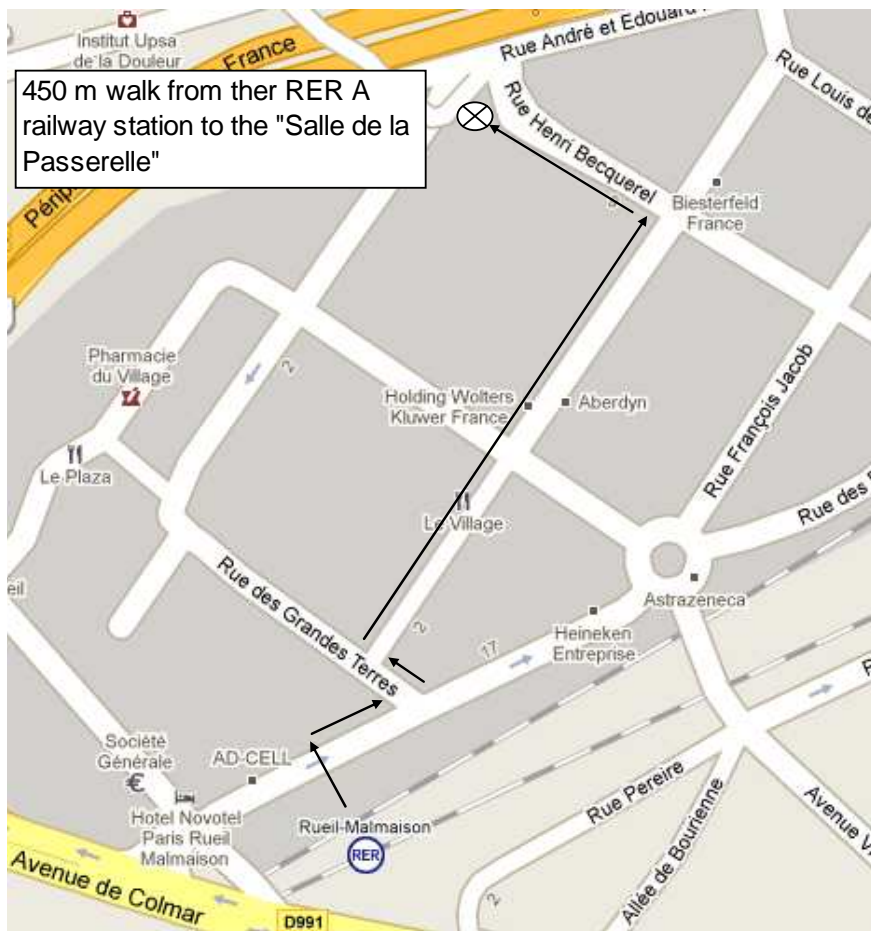 Institut Upsa
de la Douleur
France
Rue André et Edouard
450 m walk from ther RER A
railway station to the "Salle de la
Passerelle"
Rue Henri Becquerel
Rue Louis de
Biesterfeld
France
Pharmacie
du Village
2
Holding Wolters
Kluwer France
Aberdyn
Rue François Jacob
Le Plaza
Le Village
Rue des
eil
Rue des Grandes Terres
2
17
Astrazeneca
Heineken
Entreprise
Société
Générale
€
AD-CELL
Hotel Novotel
Paris Rueil
Malmaison
Rueil-Malmaison
RER
Rue Pereire
Allée de Bourienne
Avenue
2
Avenue de Colmar
D991